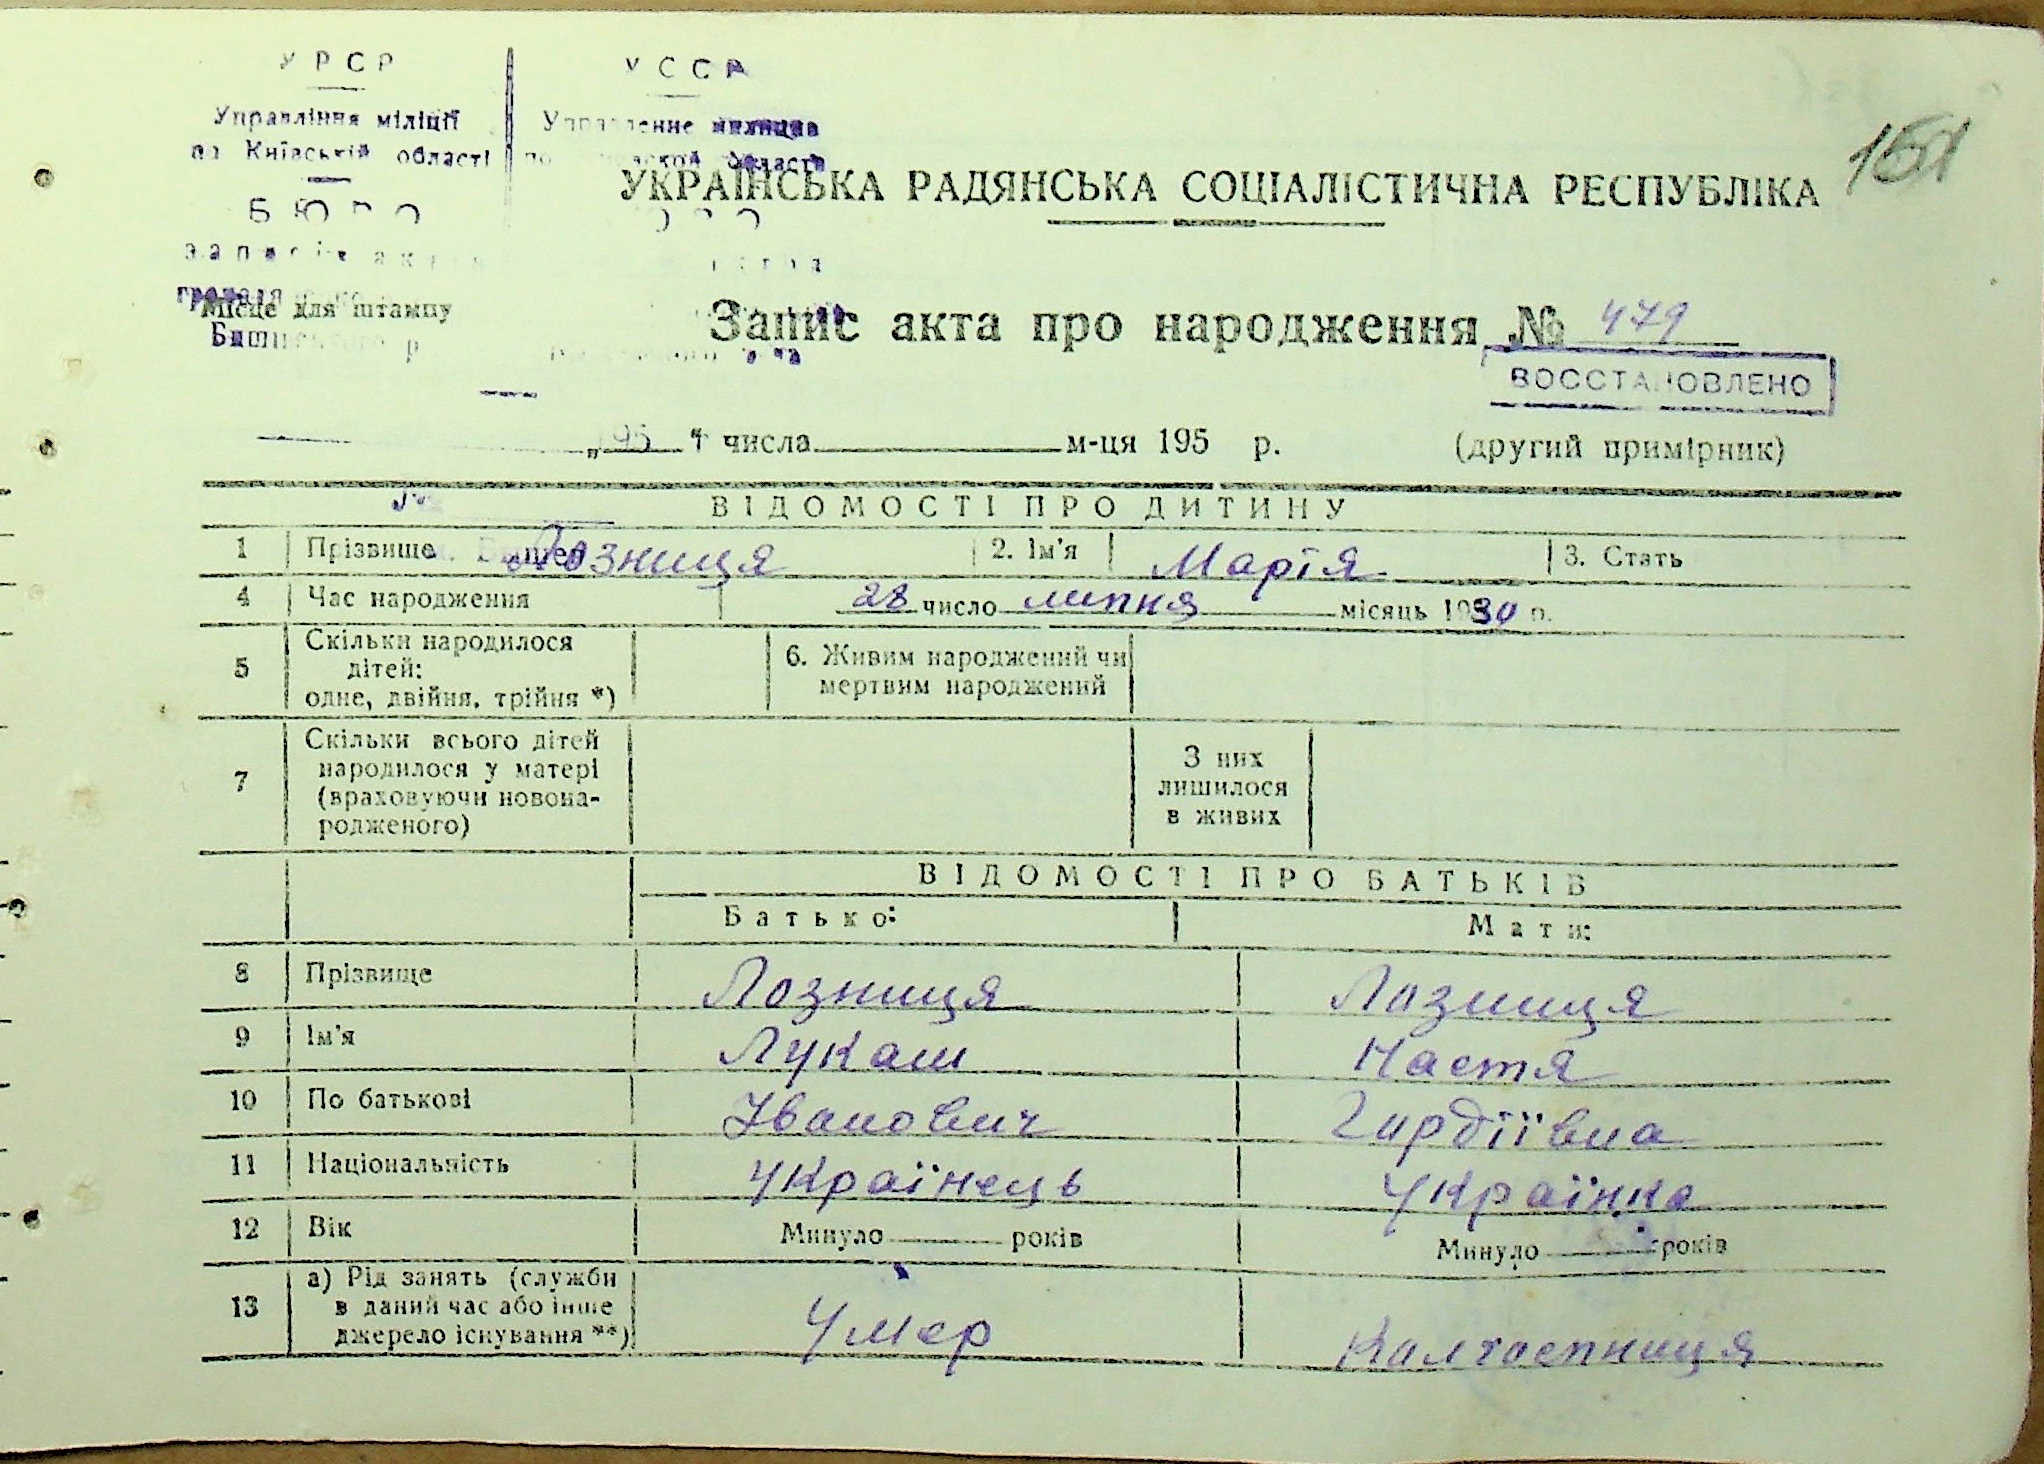 УРСР
УССР
Управління міліції
по Київській області
Управление милиции
области
БЮРО
записів
151
УКРАЇНСЬКА РАДЯНСЬКА СОЦІАЛІСТИЧНА РЕСПУБЛІКА
Місце для штампу
Запис акта про народження № 479
ВОССТАНОВЛЕНО
„ числа м-ця 195 р. (другий примірник)
ВІДОМОСТІ ПРО ДИТИНУ
1 Прізвище Лозниця 2. Ім'я Марія 3. Стать
4 Час народження 28 число липня місяць 1930 р.
5 Скільки народилося
дітей:
одне, двійня, трійня *)
6. Живим народжений чи
мертвим народжений
7 Скільки всього дітей
народилося у матері
(враховуючи новона-
родженого)
З них
лишилося
в живих
ВІДОМОСТІ ПРО БАТЬКІВ
Батько: Мати:
8 Прізвище Лозниця Лозниця
9 Ім'я Лукаш Настя
10 По батькові Іванович Гордіївна
11 Національність Українець Українка
12 Вік Минуло років Минуло років
13 а) Рід занять (служби
в даний час або інше
джерело існування **)
Умер Колгоспниця